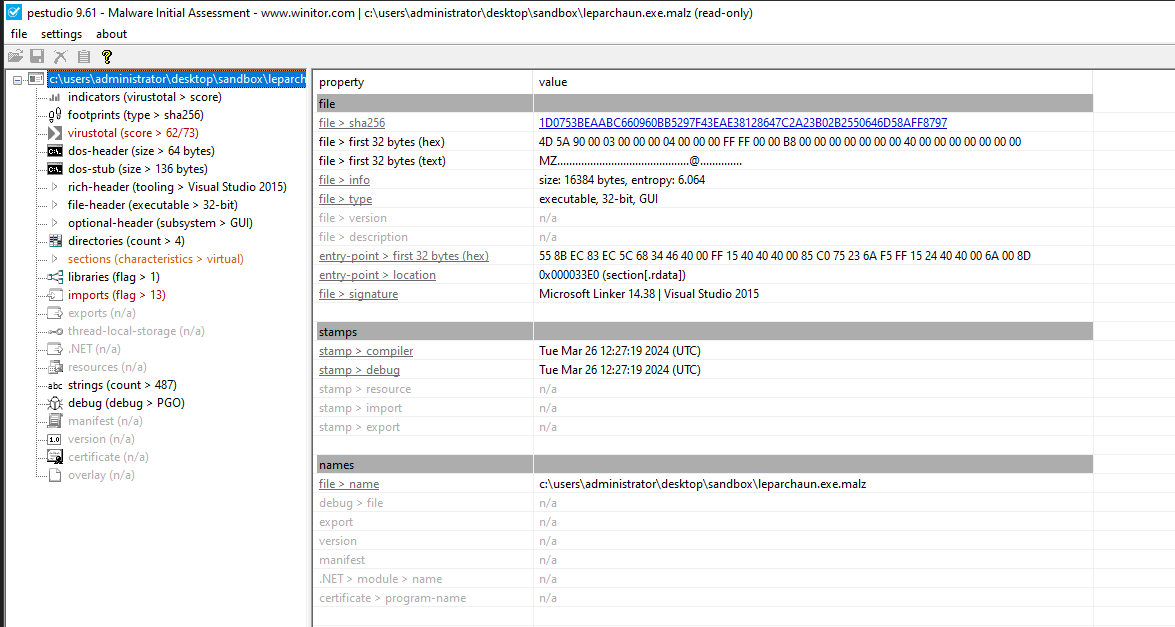 pestudio 9.61 - Malware Initial Assessment - www.winitor.com | c:\users\administrator\desktop\sandbox\leparchaun.exe.malz (read-only)
file settings about
c:\users\administrator\desktop\sandbox\leparch
indicators (virustotal > score)
footprints (type > sha256)
virustotal (score > 62/73)
dos-header (size > 64 bytes)
dos-stub (size > 136 bytes)
rich-header (tooling > Visual Studio 2015)
file-header (executable > 32-bit)
optional-header (subsystem > GUI)
directories (count > 4)
sections (characteristics > virtual)
libraries (flag > 1)
imports (flag > 13)
exports (n/a)
thread-local-storage (n/a)
.NET (n/a)
resources (n/a)
abc strings (count > 487)
debug (debug > PGO)
manifest (n/a)
1.0 version (n/a)
certificate (n/a)
overlay (n/a)
property value
file
file > sha256 1D0753BEAABC660960BB5297F43EAE38128647C2A23B02B2550646D58AFF8797
file > first 32 bytes (hex) 4D 5A 90 00 03 00 00 00 04 00 00 00 FF FF 00 00 B8 00 00 00 00 00 00 00 40 00 00 00 00 00 00 00
file > first 32 bytes (text) MZ..........................................@.............
file > info size: 16384 bytes, entropy: 6.064
file > type executable, 32-bit, GUI
file > version n/a
file > description n/a
entry-point > first 32 bytes (hex) 55 8B EC 83 EC 5C 68 34 46 40 00 FF 15 40 40 40 00 85 C0 75 23 6A F5 FF 15 24 40 40 00 6A 00 8D
entry-point > location 0x000033E0 (section[.rdata])
file > signature Microsoft Linker 14.38 | Visual Studio 2015
stamps
stamp > compiler Tue Mar 26 12:27:19 2024 (UTC)
stamp > debug Tue Mar 26 12:27:19 2024 (UTC)
stamp > resource n/a
stamp > import n/a
stamp > export n/a
names
file > name c:\users\administrator\desktop\sandbox\leparchaun.exe.malz
debug > file n/a
export n/a
version n/a
manifest n/a
.NET > module > name n/a
certificate > program-name n/a